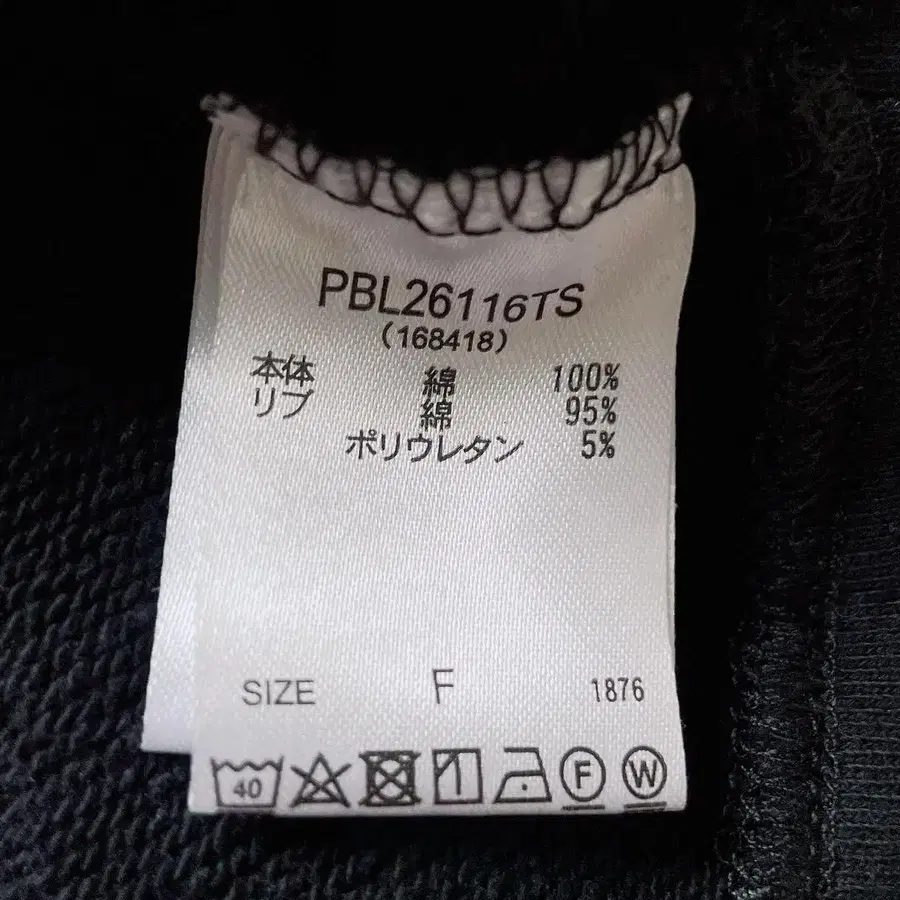 PBL26116TS
(168418)
本体 綿 100%
リブ 綿 95%
ポリウレタン 5%
SIZE F 1876
40 F W